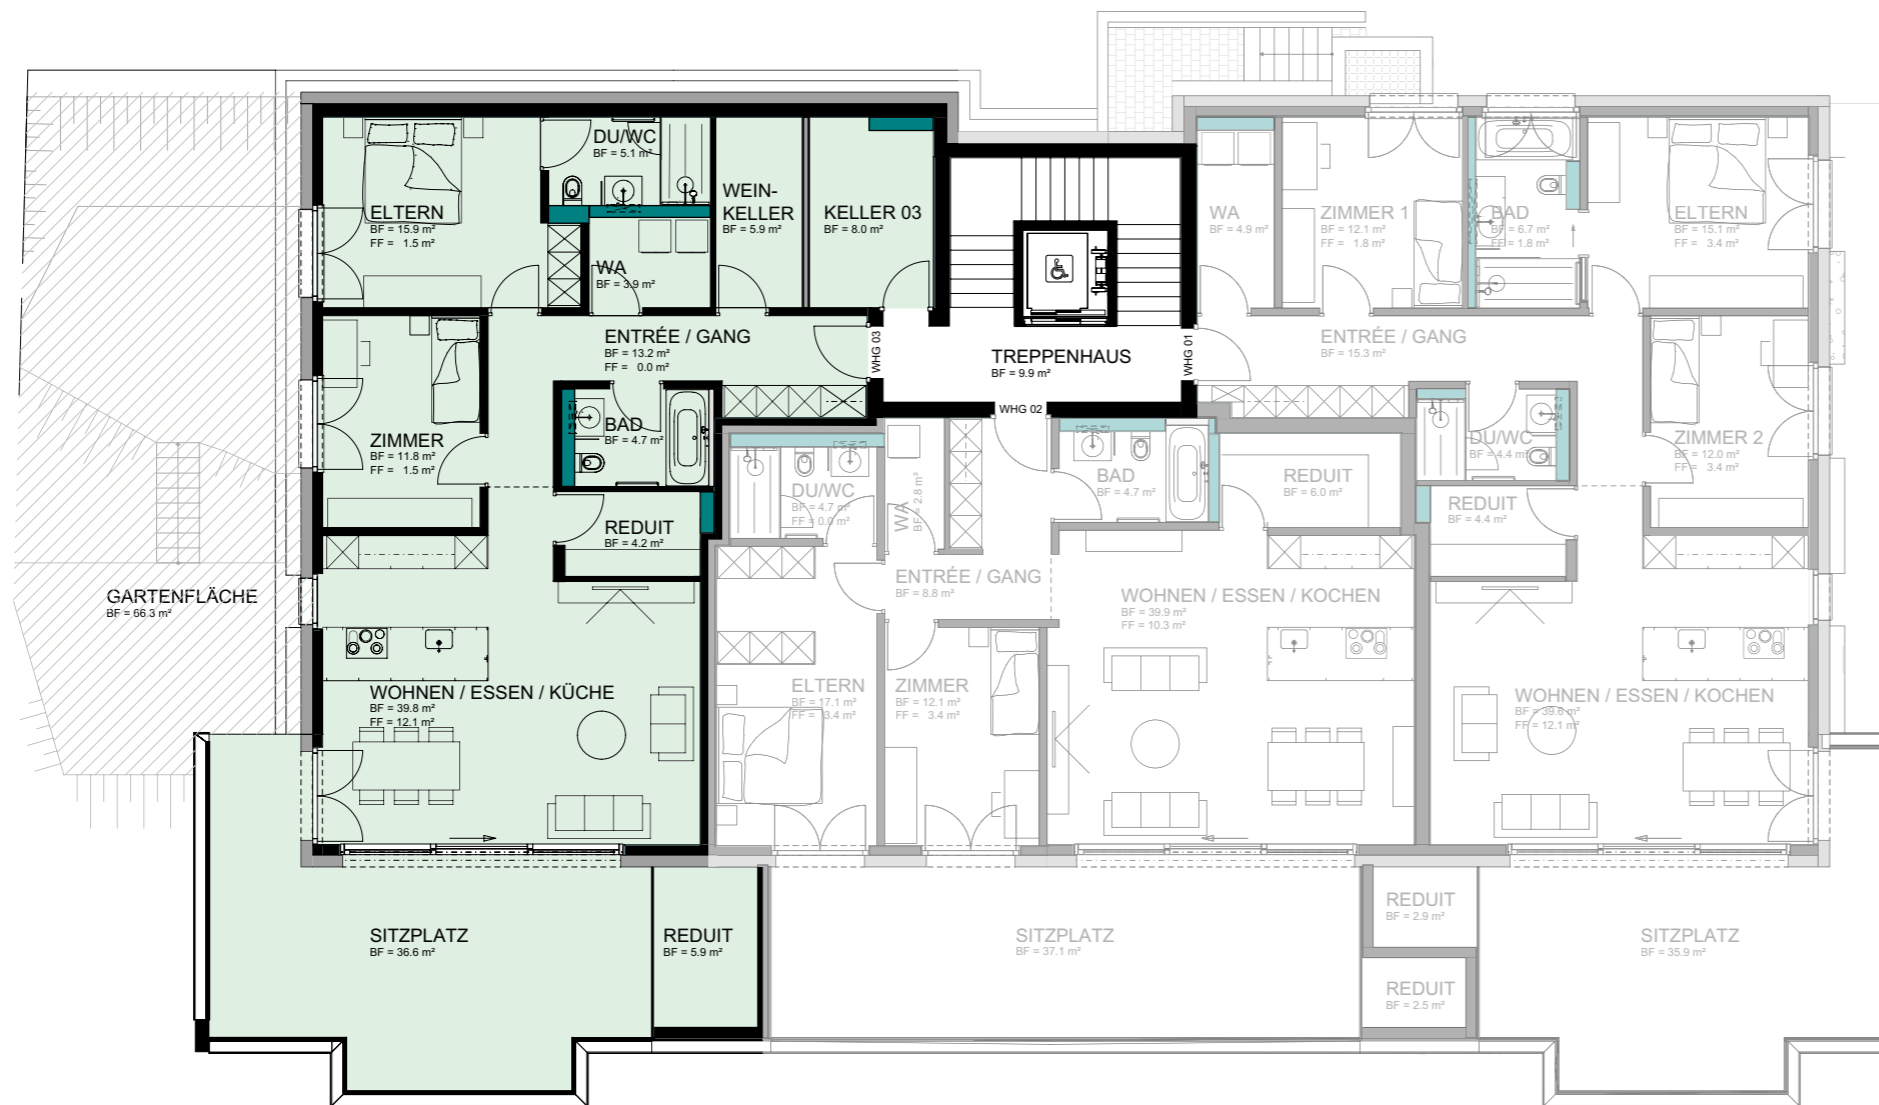 DU/WC
BF = 5.1 m²
ELTERN
BF = 15.9 m²
FF = 1.5 m²
WA
BF = 3.9 m²
WEIN-
KELLER
BF = 5.9 m²
KELLER 03
BF = 8.0 m²
ENTRÉE / GANG
BF = 13.2 m²
FF = 0.0 m²
WHG 03
TREPPENHAUS
BF = 9.9 m²
WHG 01
WHG 02
WA
BF = 4.9 m²
ZIMMER 1
BF = 12.1 m²
FF = 1.8 m²
BAD
BF = 6.7 m²
FF = 1.8 m²
ELTERN
BF = 15.1 m²
FF = 3.4 m²
ENTRÉE / GANG
BF = 15.3 m²
ZIMMER
BF = 11.8 m²
FF = 1.5 m²
BAD
BF = 4.7 m²
REDUIT
BF = 4.2 m²
DU/WC
BF = 4.7 m²
FF = 0.0 m²
WA
BF = 2.8 m²
BAD
BF = 4.7 m²
REDUIT
BF = 6.0 m²
DU/WC
BF = 4.4 m²
REDUIT
BF = 4.4 m²
ZIMMER 2
BF = 12.0 m²
FF = 3.4 m²
GARTENFLÄCHE
BF = 66.3 m²
ENTRÉE / GANG
BF = 8.8 m²
WOHNEN / ESSEN / KOCHEN
BF = 39.9 m²
FF = 10.3 m²
WOHNEN / ESSEN / KÜCHE
BF = 39.8 m²
FF = 12.1 m²
ELTERN
BF = 17.1 m²
FF = 3.4 m²
ZIMMER
BF = 12.1 m²
FF = 3.4 m²
WOHNEN / ESSEN / KOCHEN
BF = 39.6 m²
FF = 12.1 m²
SITZPLATZ
BF = 36.6 m²
REDUIT
BF = 5.9 m²
SITZPLATZ
BF = 37.1 m²
REDUIT
BF = 2.9 m²
REDUIT
BF = 2.5 m²
SITZPLATZ
BF = 35.9 m²